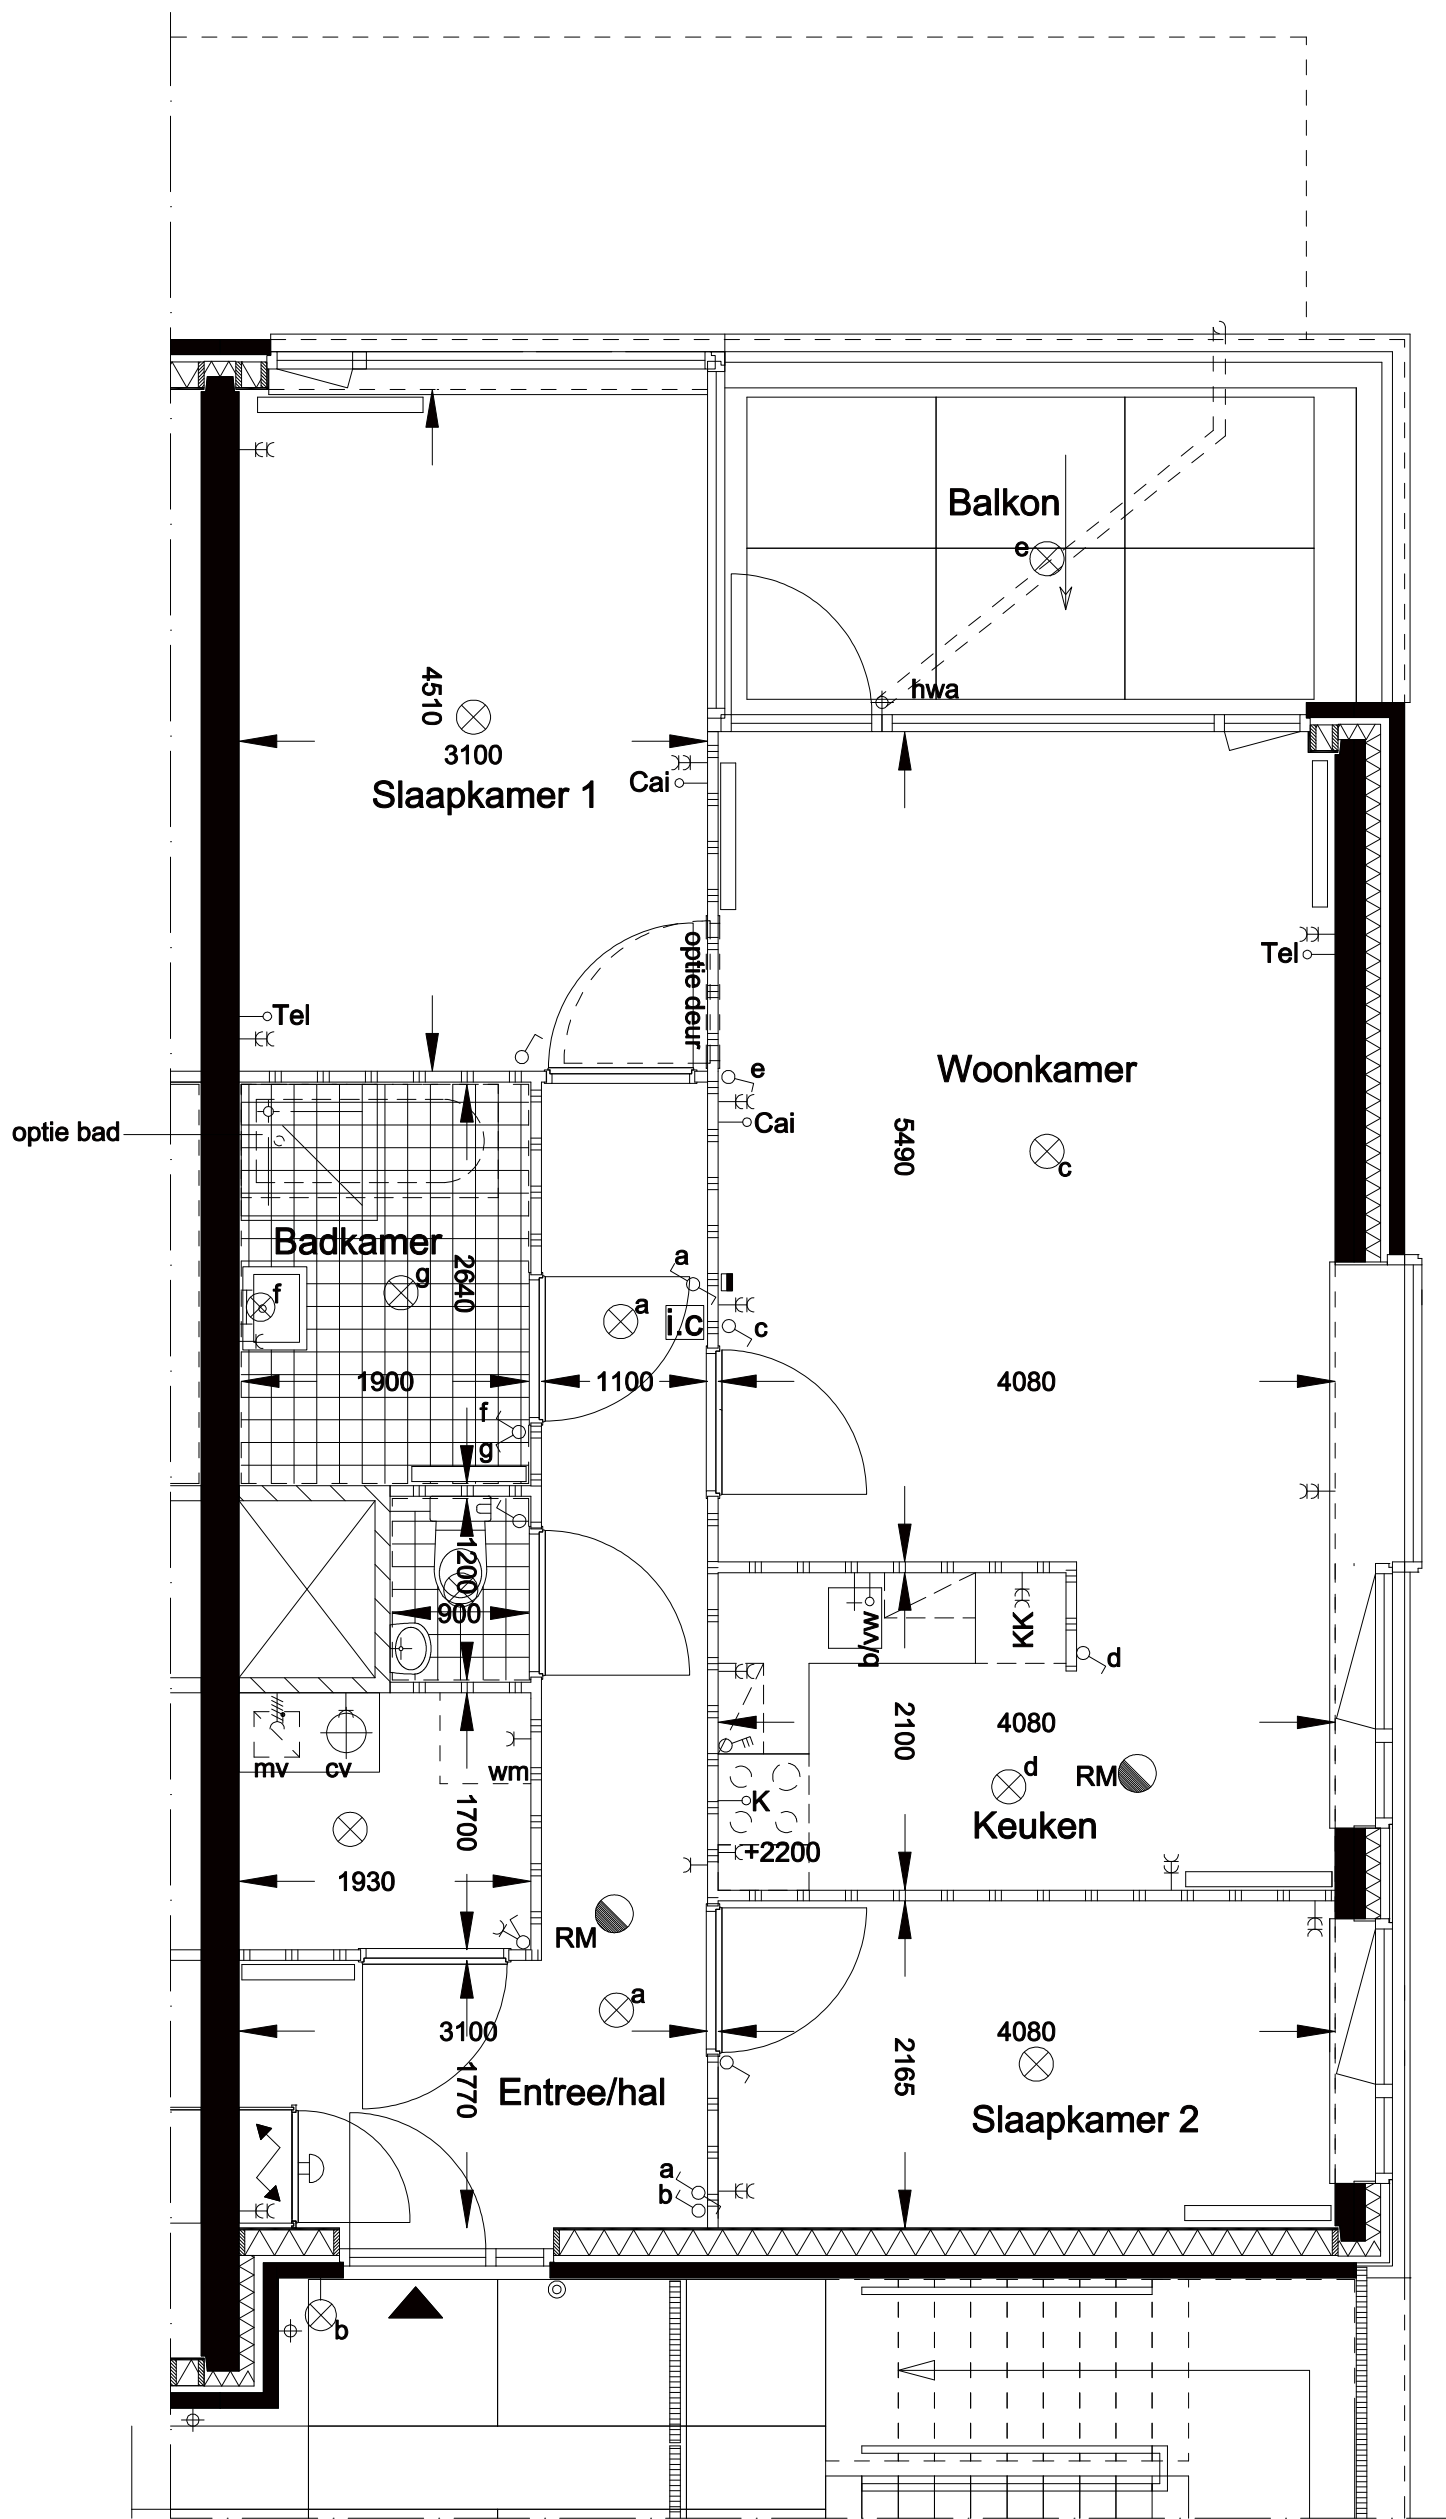 Balkon
e
hwa
4510
3100
Slaapkamer 1
Cai
optie deur
Tel
Tel
Woonkamer
e
Cai
optie bad
5490
c
Badkamer
2640
g
f
a
a
i.c
c
1900
1100
4080
f
g
1200
900
wv/q
KK
d
2100
4080
mv
cv
wm
d
RM
K
Keuken
1700
+2200
1930
RM
a
3100
4080
1770
2165
Entree/hal
Slaapkamer 2
a
b
b